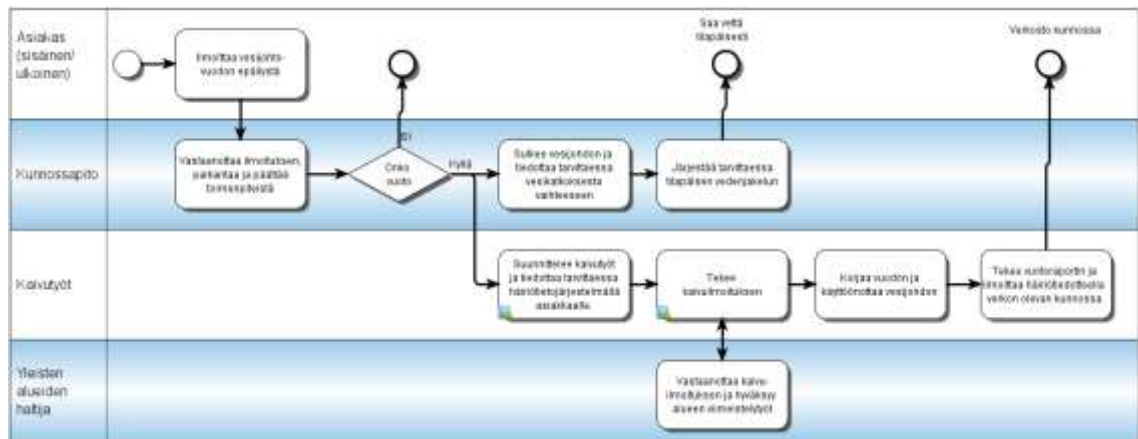 Asiakas
(sisäinen/
ulkoinen)
Ilmoittaa vesijohto-
vuodon epäilystä
Saa vettä
tilapäisesti
Verkosto kunnossa
Kunnossapito
Vastaanottaa ilmoituksen,
paikantaa ja päättää
toimenpiteistä
Onko
vuoto
Ei
Kyllä
Sulkee vesijohdon ja
tiedottaa tarvittaessa
vesikatkoksesta
vaihteeseen
Järjestää tarvittaessa
tilapäisen vedenjakelun
Kaivutyöt
Suunnittelee kaivutyöt
ja tiedottaa tarvittaessa
häiriötietojärjestelmällä
asiakkaalle.
Tekee
kaivuilmoituksen
Korjaa vuodon ja
käyttöönottaa vesijohdon
Tekee vuotoraportin ja
ilmoittaa häiriötiedotteella
verkon olevan kunnossa
Yleisten
alueiden
haltija
Vastaanottaa kaivu-
ilmoituksen ja hyväksyy
alueen viimeistelytyöt